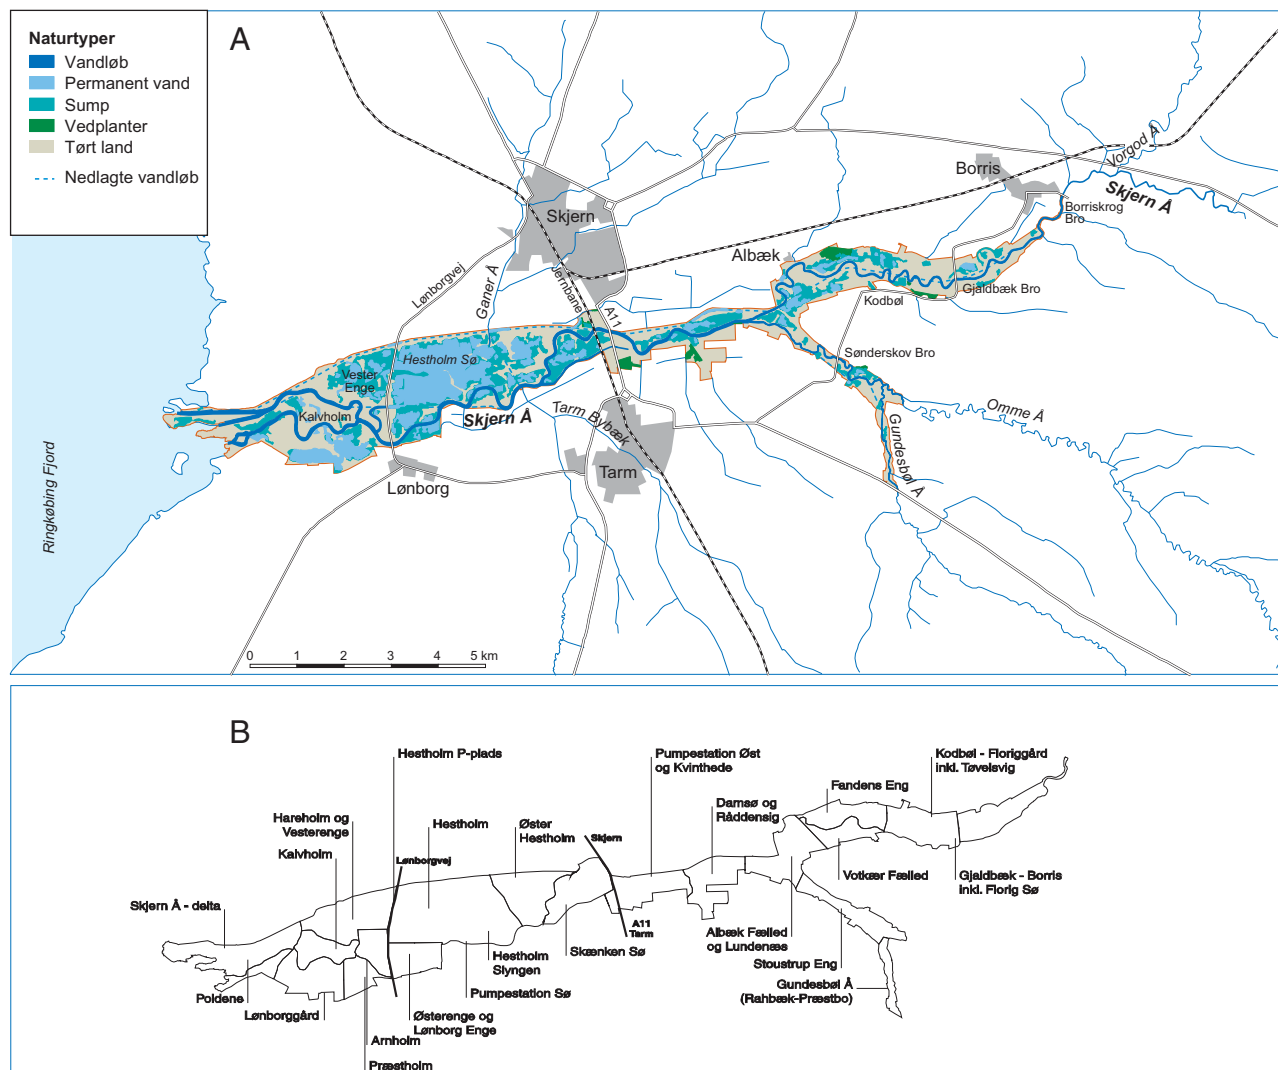 A
Naturtyper
Vandløb
Permanent vand
Sump
Vedplanter
Tørt land
Nedlagte vandløb
Vorgod Å
Borris
Skjern Å
Borriskrog
Bro
Skjern
Albæk
Lønborgvej
Ganer Å
Jernbane
A11
Kodbøl
Gjaldbæk Bro
Hestholm Sø
Sønderskov Bro
Vester
Enge
Kalvholm
Skjern Å
Tarm Bybæk
Omme Å
Gundesbøl Å
Tarm
Lønborg
Ringkøbing Fjord
0 1 2 3 4 5 km
B
Hestholm P-plads
Pumpestation Øst
og Kvinthede
Kodbøl - Floriggård
inkl. Tøvelsvig
Fandens Eng
Damsø og
Råddensig
Hareholm og
Vesterenge
Hestholm
Øster
Hestholm
Skjern
Kalvholm
Lønborgvej
Votkær Fælled
Gjaldbæk - Borris
inkl. Florig Sø
Skjern Å - delta
A11
Tarm
Albæk Fælled
og Lundenæs
Skænken Sø
Hestholm
Slyngen
Stoustrup Eng
Gundesbøl Å
(Rahbæk-Præstbo)
Poldene
Pumpestation Sø
Lønborggård
Østerenge og
Lønborg Enge
Arnholm
Præstholm